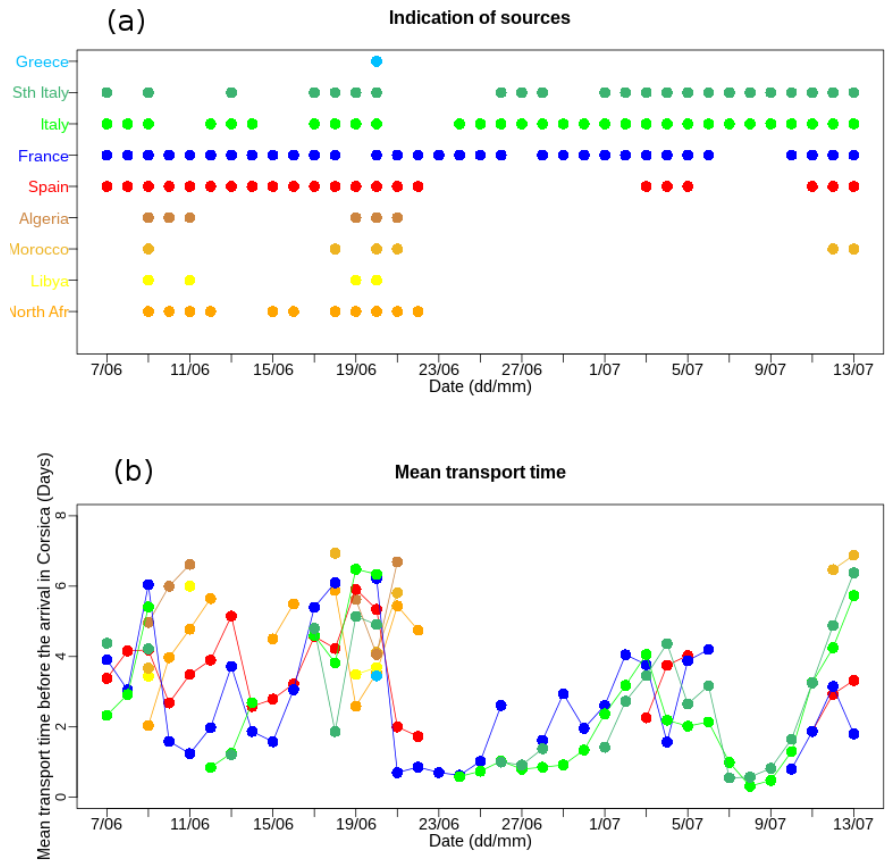 (a)
Indication of sources
Greece
Sth Italy
Italy
France
Spain
Algeria
Morocco
Libya
North Afr
7/06 11/06 15/06 19/06 23/06 27/06 1/07 5/07 9/07 13/07
Date (dd/mm)
(b)
Mean transport time
Mean transport time before the arrival in Corsica (Days)
8
6
4
2
0
7/06 11/06 15/06 19/06 23/06 27/06 1/07 5/07 9/07 13/07
Date (dd/mm)